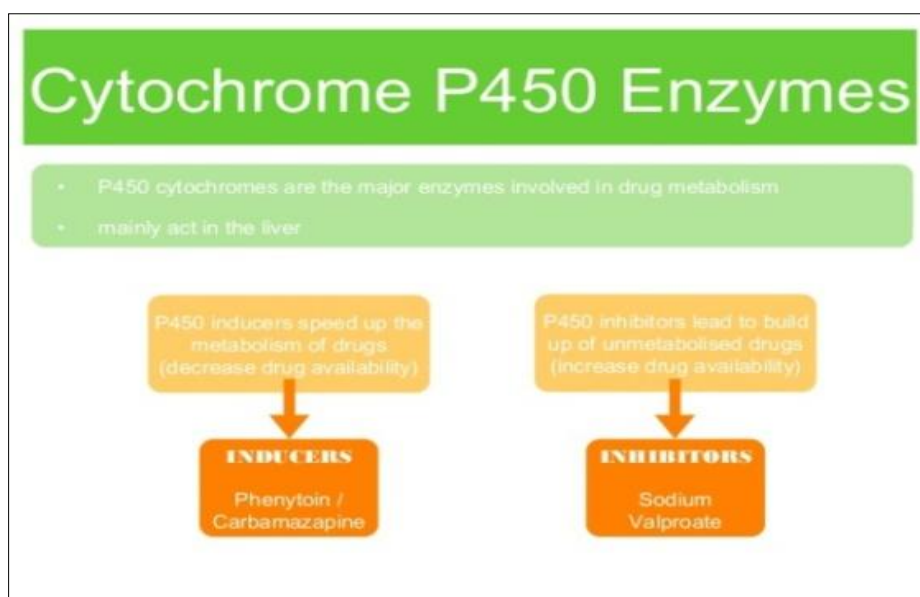 Cytochrome P450 Enzymes
• P450 cytochromes are the major enzymes involved in drug metabolism
• mainly act in the liver
P450 inducers speed up the
metabolism of drugs
(decrease drug availability)
INDUCERS
Phenytoin /
Carbamazapine
P450 inhibitors lead to build
up of unmetabolised drugs
(increase drug availability)
INHIBITORS
Sodium
Valproate